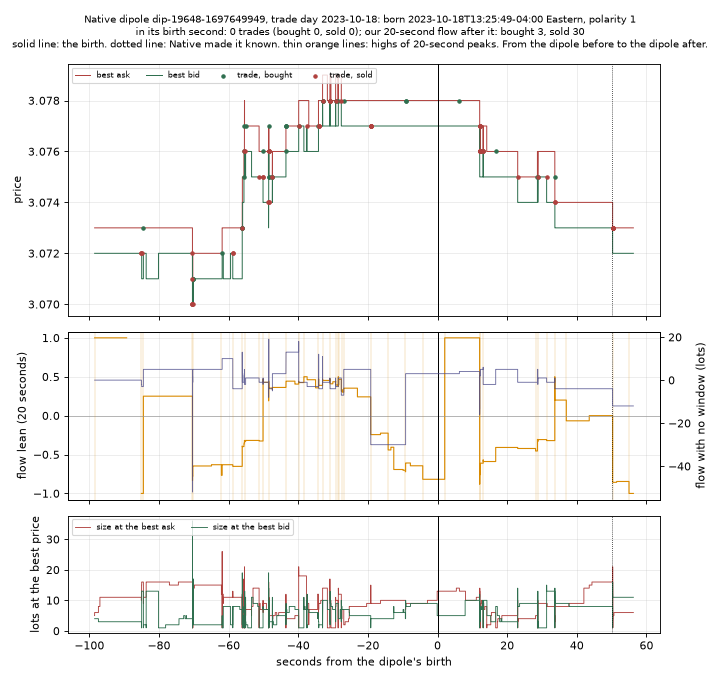 Native dipole dip-19648-1697649949, trade day 2023-10-18: born 2023-10-18T13:25:49-04:00 Eastern, polarity 1
in its birth second: 0 trades (bought 0, sold 0); our 20-second flow after it: bought 3, sold 30
solid line: the birth. dotted line: Native made it known. thin orange lines: highs of 20-second peaks. From the dipole before to the dipole after.
best ask best bid trade, bought trade, sold
3.078
3.076
3.074
3.072
3.070
price
1.0
0.5
0.0
−0.5
−1.0
flow lean (20 seconds)
20
0
−20
−40
flow with no window (lots)
size at the best ask size at the best bid
30
20
10
0
lots at the best price
−100 −80 −60 −40 −20 0 20 40 60
seconds from the dipole's birth